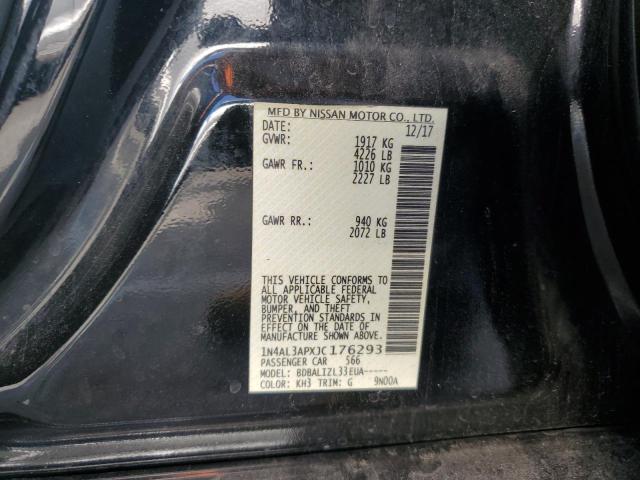 MFD BY NISSAN MOTOR CO., LTD.
DATE: 12/17
GVWR: 1917 KG
4226 LB
GAWR FR.: 1010 KG
2227 LB
GAWR RR.: 940 KG
2072 LB
THIS VEHICLE CONFORMS TO
ALL APPLICABLE FEDERAL
MOTOR VEHICLE SAFETY,
BUMPER, AND THEFT
PREVENTION STANDARDS IN
EFFECT ON THE DATE OF
MANUFACTURE SHOWN ABOVE.
1N4AL3APXJC176293
PASSENGER CAR 566
MODEL: BDBALIZL33EUA-----
COLOR: KH3 TRIM: G 9N00A